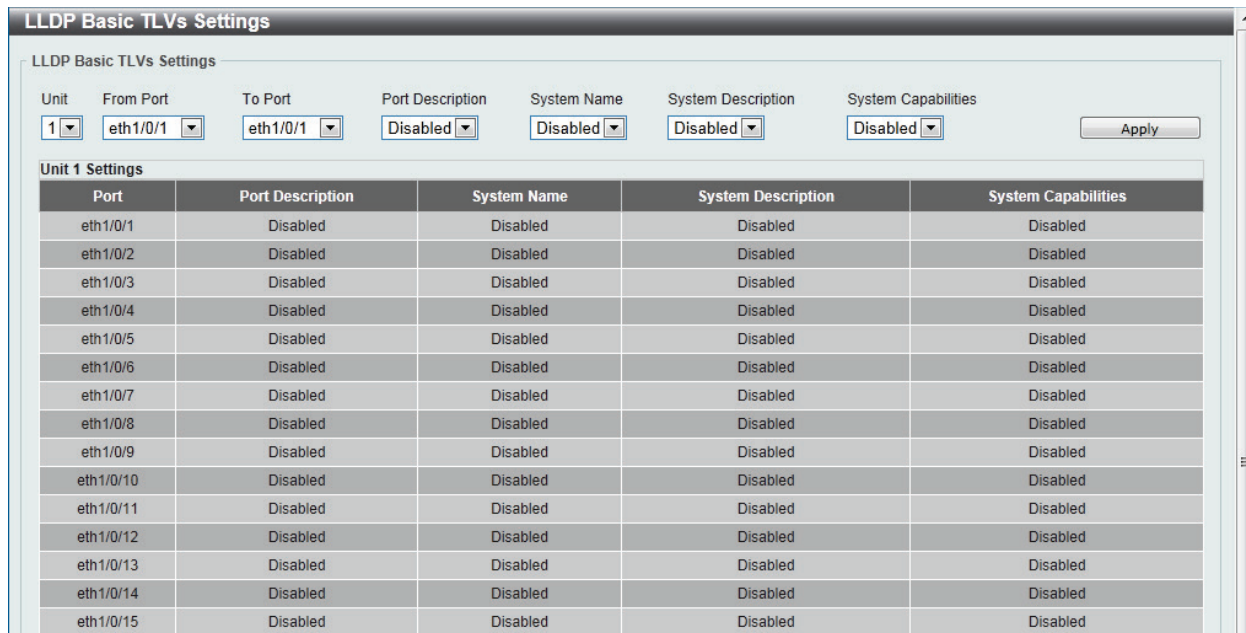 LLDP Basic TLVs Settings
LLDP Basic TLVs Settings
Unit From Port To Port Port Description System Name System Description System Capabilities
1 eth1/0/1 eth1/0/1 Disabled Disabled Disabled Disabled Apply
Unit 1 Settings
Port Port Description System Name System Description System Capabilities
eth1/0/1 Disabled Disabled Disabled Disabled
eth1/0/2 Disabled Disabled Disabled Disabled
eth1/0/3 Disabled Disabled Disabled Disabled
eth1/0/4 Disabled Disabled Disabled Disabled
eth1/0/5 Disabled Disabled Disabled Disabled
eth1/0/6 Disabled Disabled Disabled Disabled
eth1/0/7 Disabled Disabled Disabled Disabled
eth1/0/8 Disabled Disabled Disabled Disabled
eth1/0/9 Disabled Disabled Disabled Disabled
eth1/0/10 Disabled Disabled Disabled Disabled
eth1/0/11 Disabled Disabled Disabled Disabled
eth1/0/12 Disabled Disabled Disabled Disabled
eth1/0/13 Disabled Disabled Disabled Disabled
eth1/0/14 Disabled Disabled Disabled Disabled
eth1/0/15 Disabled Disabled Disabled Disabled